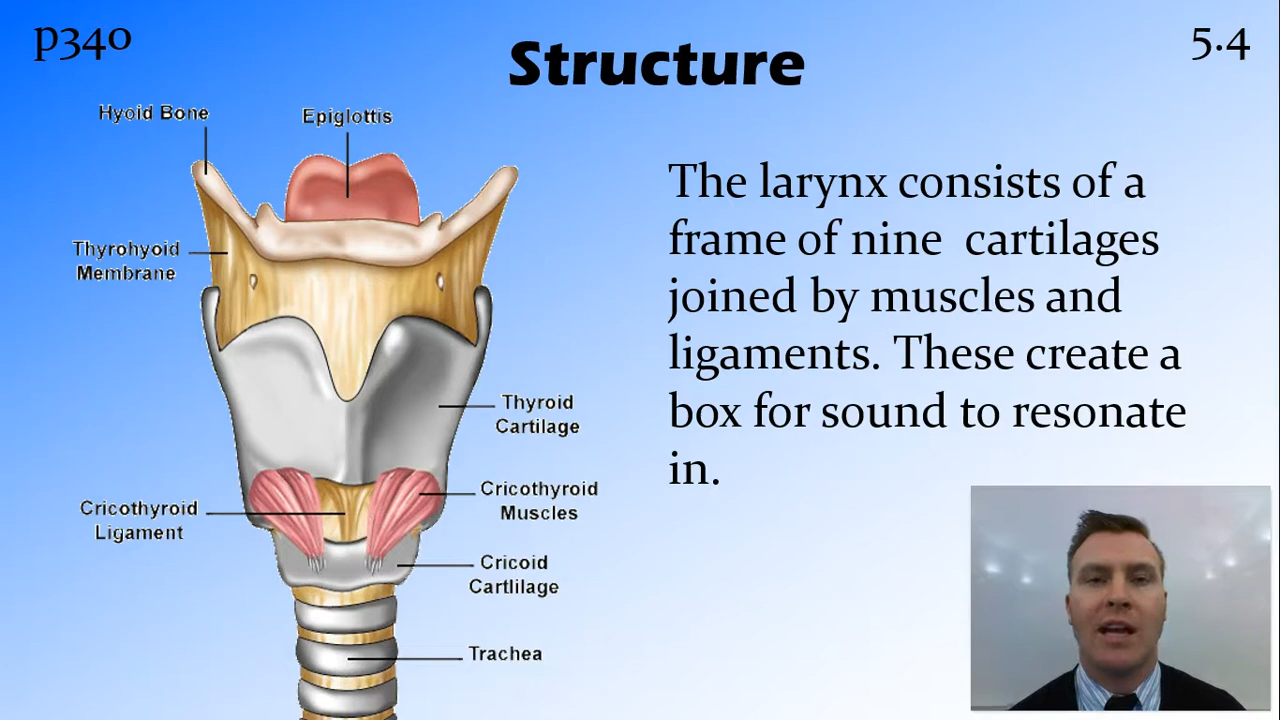 p340
Structure
5.4
Hyoid Bone
Epiglottis
Thyrohyoid
Membrane
Thyroid
Cartilage
Cricothyroid
Ligament
Cricothyroid
Muscles
Cricoid
Cartlilage
Trachea
The larynx consists of a
frame of nine  cartilages
joined by muscles and
ligaments. These create a
box for sound to resonate
in.